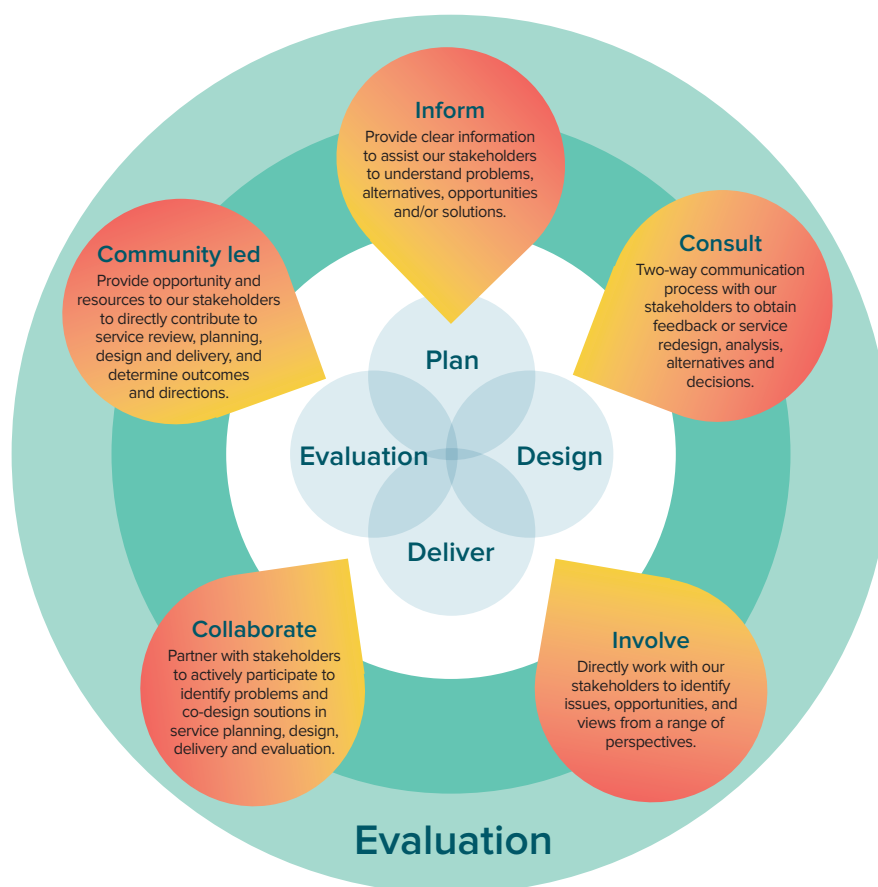 Inform
Provide clear information
to assist our stakeholders
to understand problems,
alternatives, opportunities
and/or solutions.
Consult
Two-way communication
process with our
stakeholders to obtain
feedback or service
redesign, analysis,
alternatives and
decisions.
Involve
Directly work with our
stakeholders to identify
issues, opportunities, and
views from a range of
perspectives.
Collaborate
Partner with stakeholders
to actively participate to
identify problems and
co-design soutions in
service planning, design,
delivery and evaluation.
Community led
Provide opportunity and
resources to our stakeholders
to directly contribute to
service review, planning,
design and delivery, and
determine outcomes
and directions.
Plan
Design
Deliver
Evaluation
Evaluation